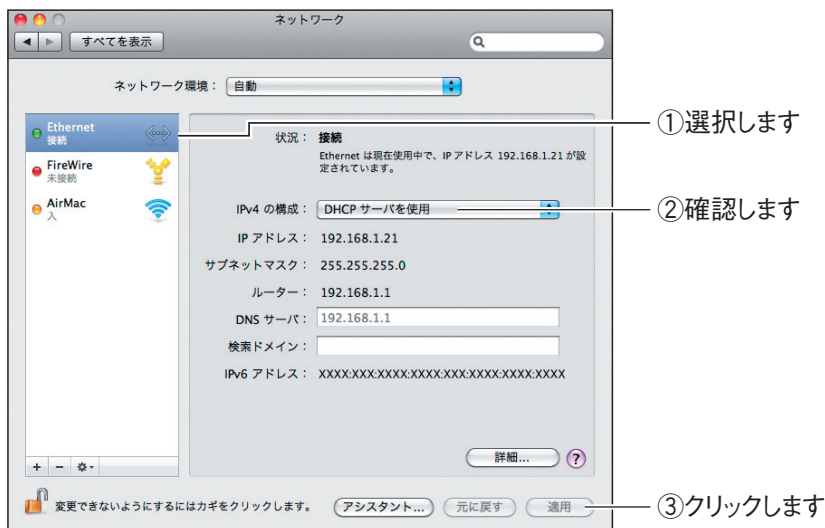 ネットワーク
すべてを表示
ネットワーク環境： 自動
Ethernet
接続
FireWire
未接続
AirMac
入
状況： 接続
Ethernet は現在使用中で、IP アドレス 192.168.1.21 が設
定されています。
IPv4 の構成： DHCP サーバを使用
IP アドレス： 192.168.1.21
サブネットマスク： 255.255.255.0
ルーター： 192.168.1.1
DNS サーバ： 192.168.1.1
検索ドメイン：
IPv6 アドレス： XXXX:XXX:XXXX:XXXX:XXX:XXXX:XXXX:XXXX
詳細... ?
+ −
変更できないようにするにはカギをクリックします。 アシスタント... 元に戻す 適用
①選択します
②確認します
③クリックします